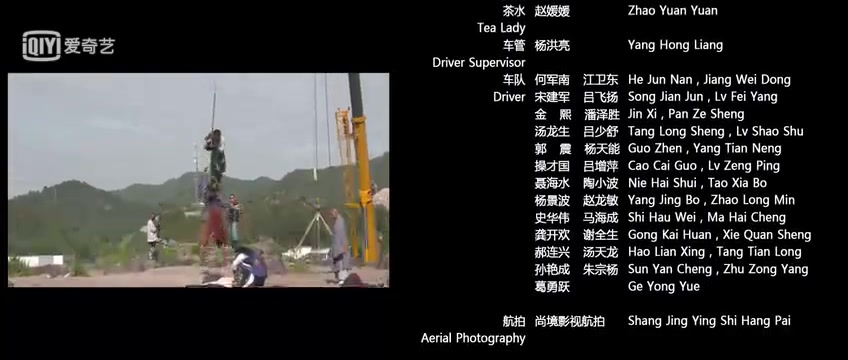 iQIYI 爱奇艺
茶水 赵媛媛 Zhao Yuan Yuan
Tea Lady
车管 杨洪亮 Yang Hong Liang
Driver Supervisor
车队 何军南 江卫东 He Jun Nan , Jiang Wei Dong
Driver 宋建军 吕飞扬 Song Jian Jun , Lv Fei Yang
金 熙 潘泽胜 Jin Xi , Pan Ze Sheng
汤龙生 吕少舒 Tang Long Sheng , Lv Shao Shu
郭 震 杨天能 Guo Zhen , Yang Tian Neng
操才国 吕增萍 Cao Cai Guo , Lv Zeng Ping
聂海水 陶小波 Nie Hai Shui , Tao Xia Bo
杨景波 赵龙敏 Yang Jing Bo , Zhao Long Min
史华伟 马海成 Shi Hau Wei , Ma Hai Cheng
龚开欢 谢全生 Gong Kai Huan , Xie Quan Sheng
郝连兴 汤天龙 Hao Lian Xing , Tang Tian Long
孙艳成 朱宗杨 Sun Yan Cheng , Zhu Zong Yang
葛勇跃 Ge Yong Yue
航拍 尚境影视航拍 Shang Jing Ying Shi Hang Pai
Aerial Photography